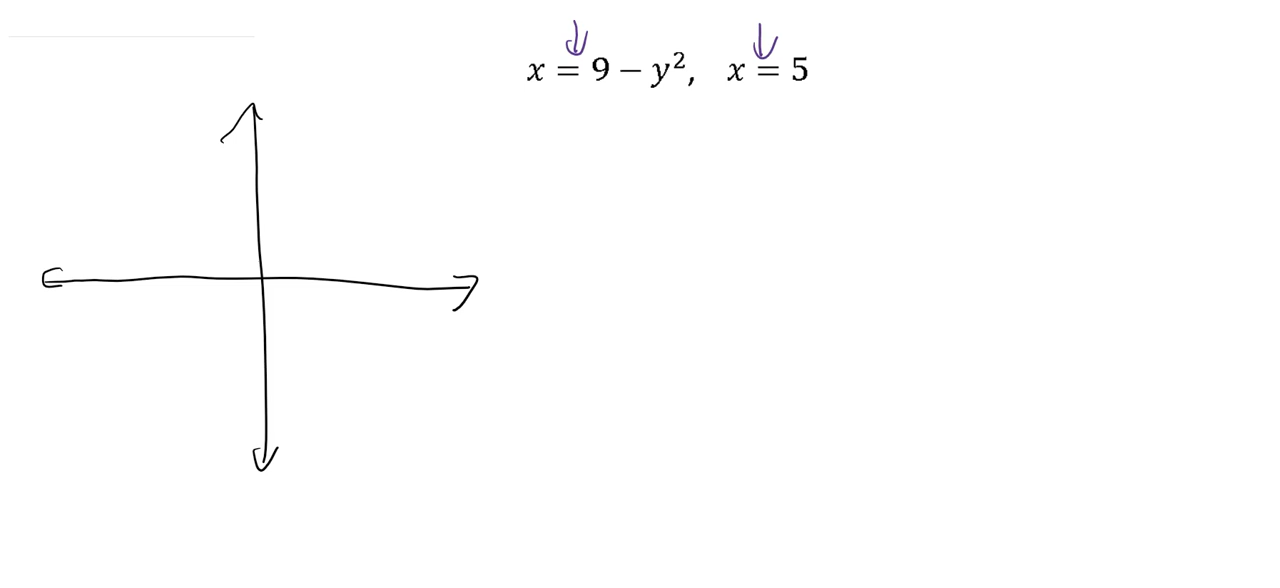 x = 9 − y², x = 5